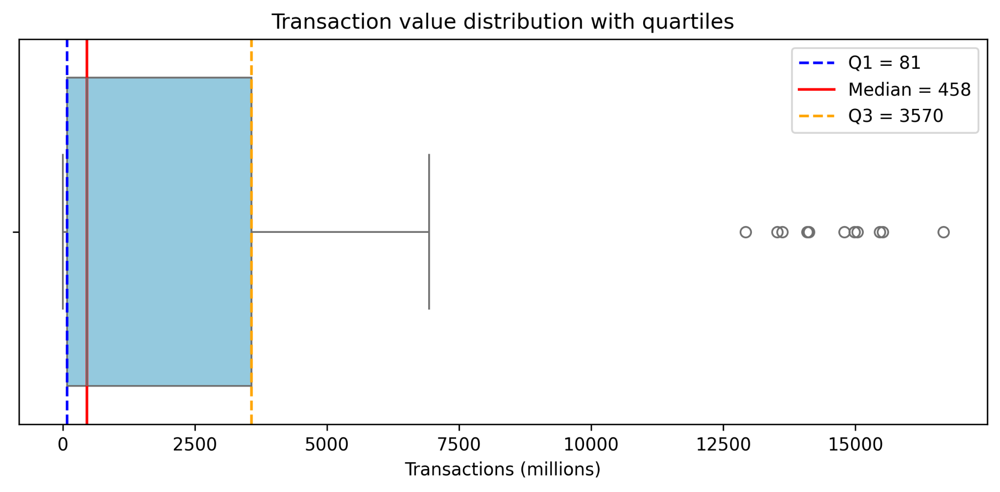 Transaction value distribution with quartiles
Q1 = 81
Median = 458
Q3 = 3570
0 2500 5000 7500 10000 12500 15000
Transactions (millions)